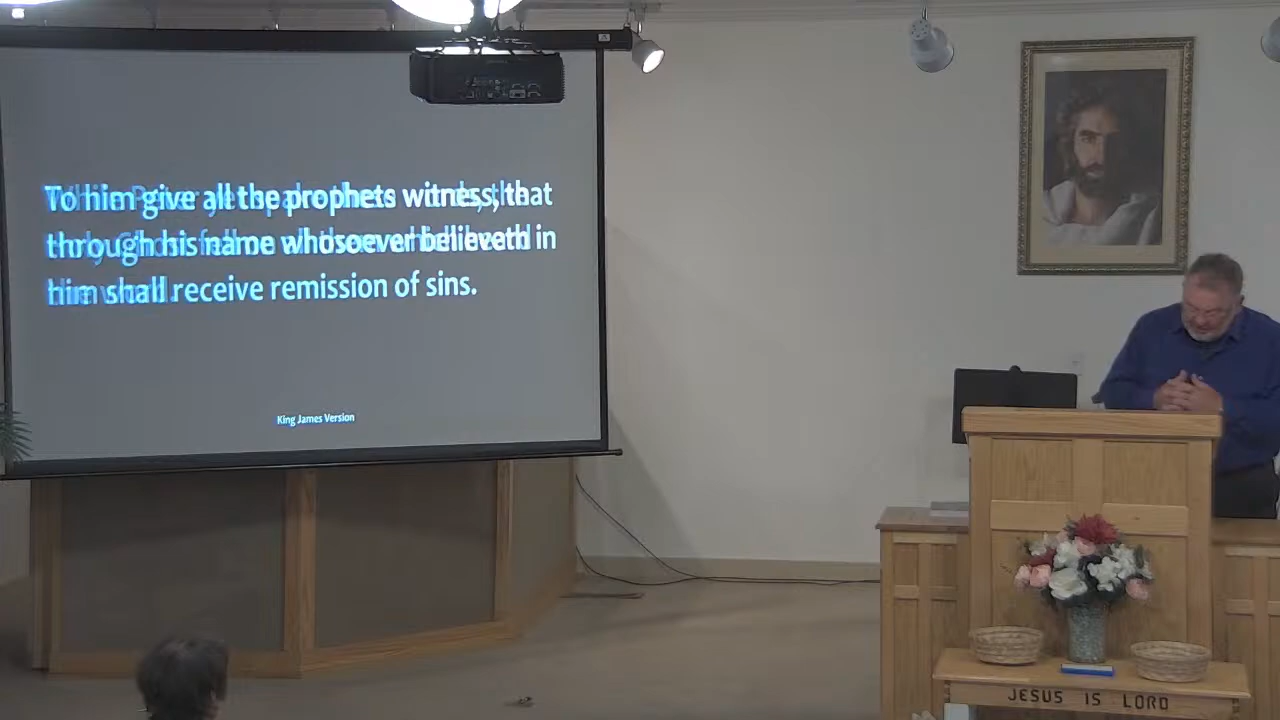 To him give all the prophets witness, that
through his name whosoever believeth in
him shall receive remission of sins.
King James Version
JESUS IS LORD